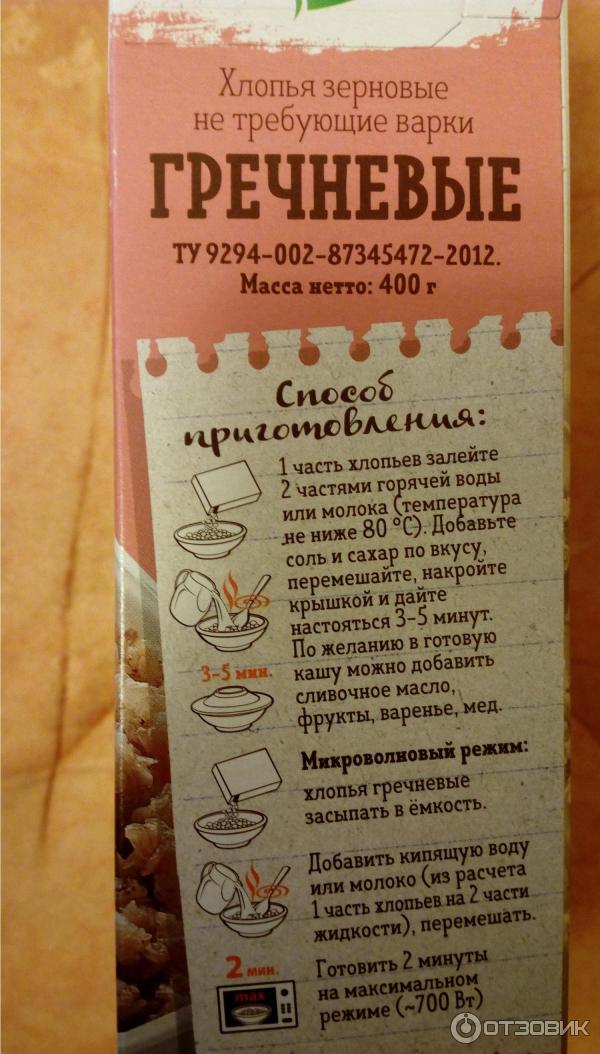 Хлопья зерновые
не требующие варки
ГРЕЧНЕВЫЕ
ТУ 9294-002-87345472-2012.
Масса нетто: 400 г
Способ
приготовления:
1 часть хлопьев залейте
2 частями горячей воды
или молока (температура
не ниже 80 °C). Добавьте
соль и сахар по вкусу,
перемешайте, накройте
крышкой и дайте
настояться 3-5 минут.
По желанию в готовую
кашу можно добавить
сливочное масло,
фрукты, варенье, мед.
3-5 мин.
Микроволновый режим:
хлопья гречневые
засыпать в ёмкость.
Добавить кипящую воду
или молоко (из расчета
1 часть хлопьев на 2 части
жидкости), перемешать.
2 мин.
max
Готовить 2 минуты
на максимальном
режиме (~700 Вт)
ОТЗОВИК